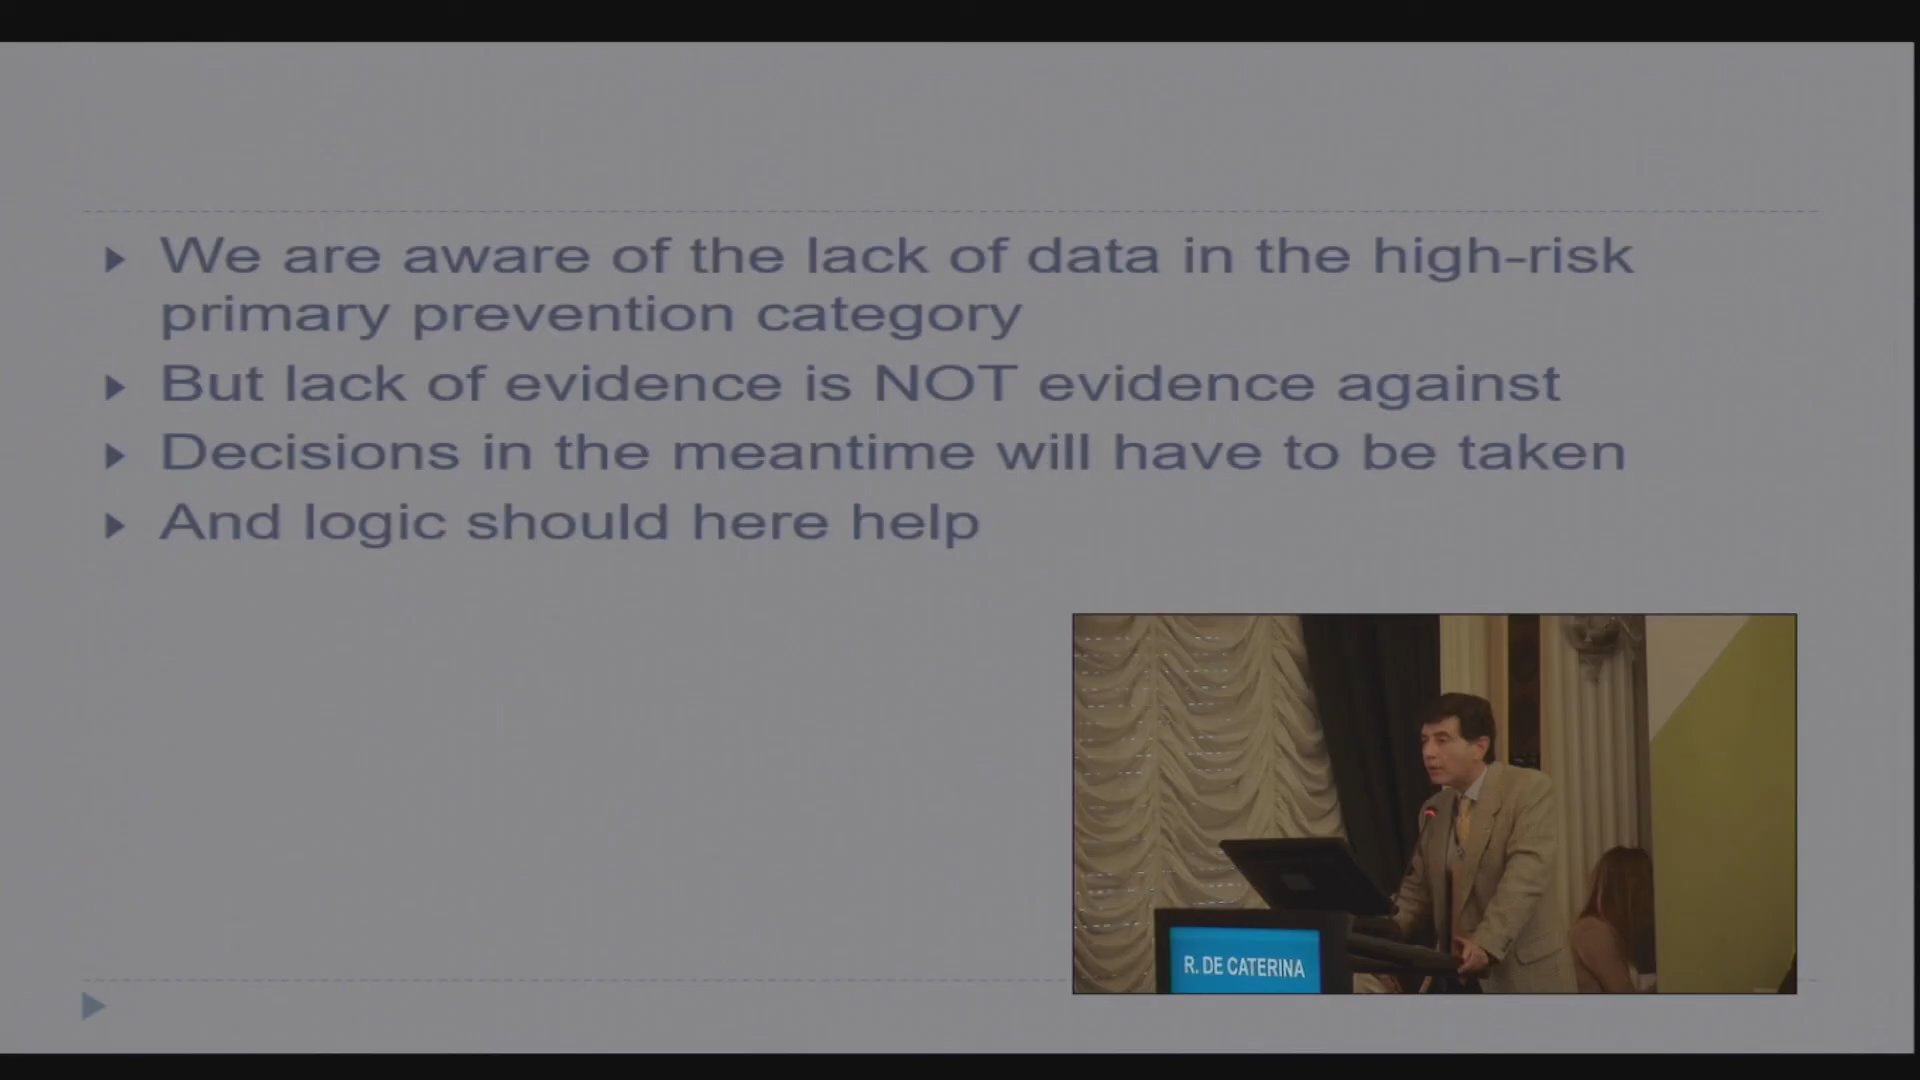 We are aware of the lack of data in the high-risk
primary prevention category
But lack of evidence is NOT evidence against
Decisions in the meantime will have to be taken
And logic should here help
R. DE CATERINA